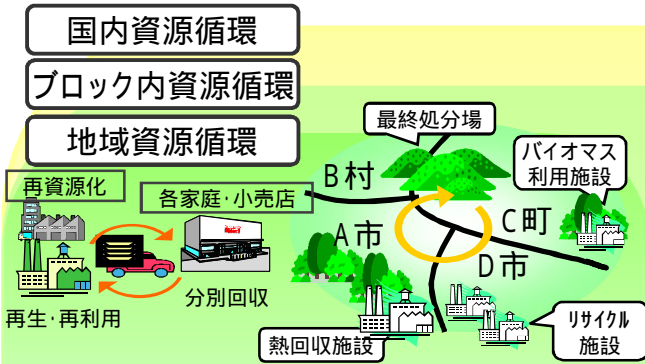 国内資源循環
ブロック内資源循環
地域資源循環
最終処分場
B村
バイオマス
利用施設
再資源化
各家庭・小売店
A市
C町
D市
分別回収
再生・再利用
熱回収施設
リサイクル
施設